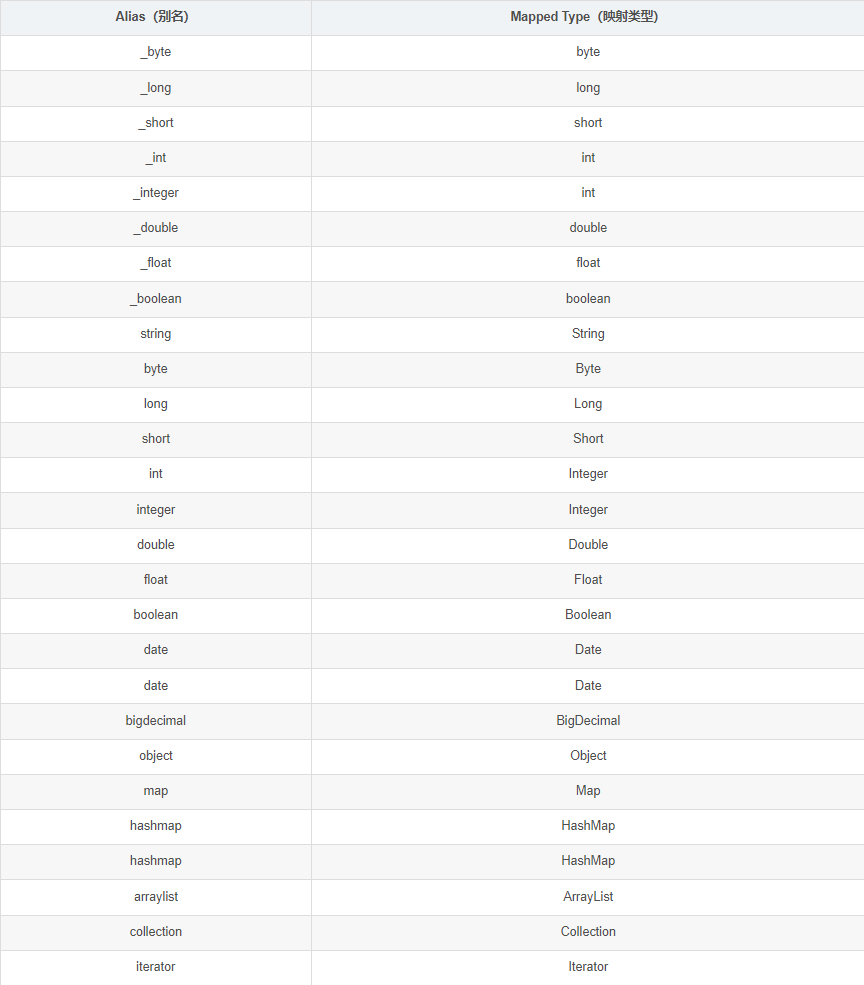 Alias（别名） Mapped Type（映射类型）
_byte byte
_long long
_short short
_int int
_integer int
_double double
_float float
_boolean boolean
string String
byte Byte
long Long
short Short
int Integer
integer Integer
double Double
float Float
boolean Boolean
date Date
date Date
bigdecimal BigDecimal
object Object
map Map
hashmap HashMap
hashmap HashMap
arraylist ArrayList
collection Collection
iterator Iterator